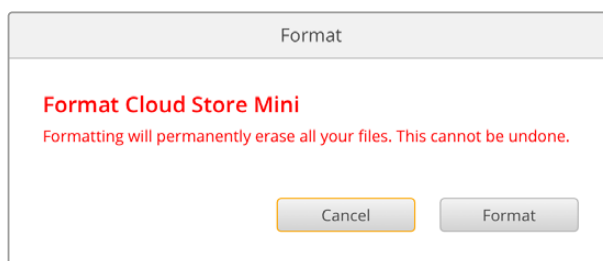 Format
Format Cloud Store Mini
Formatting will permanently erase all your files. This cannot be undone.
Cancel
Format